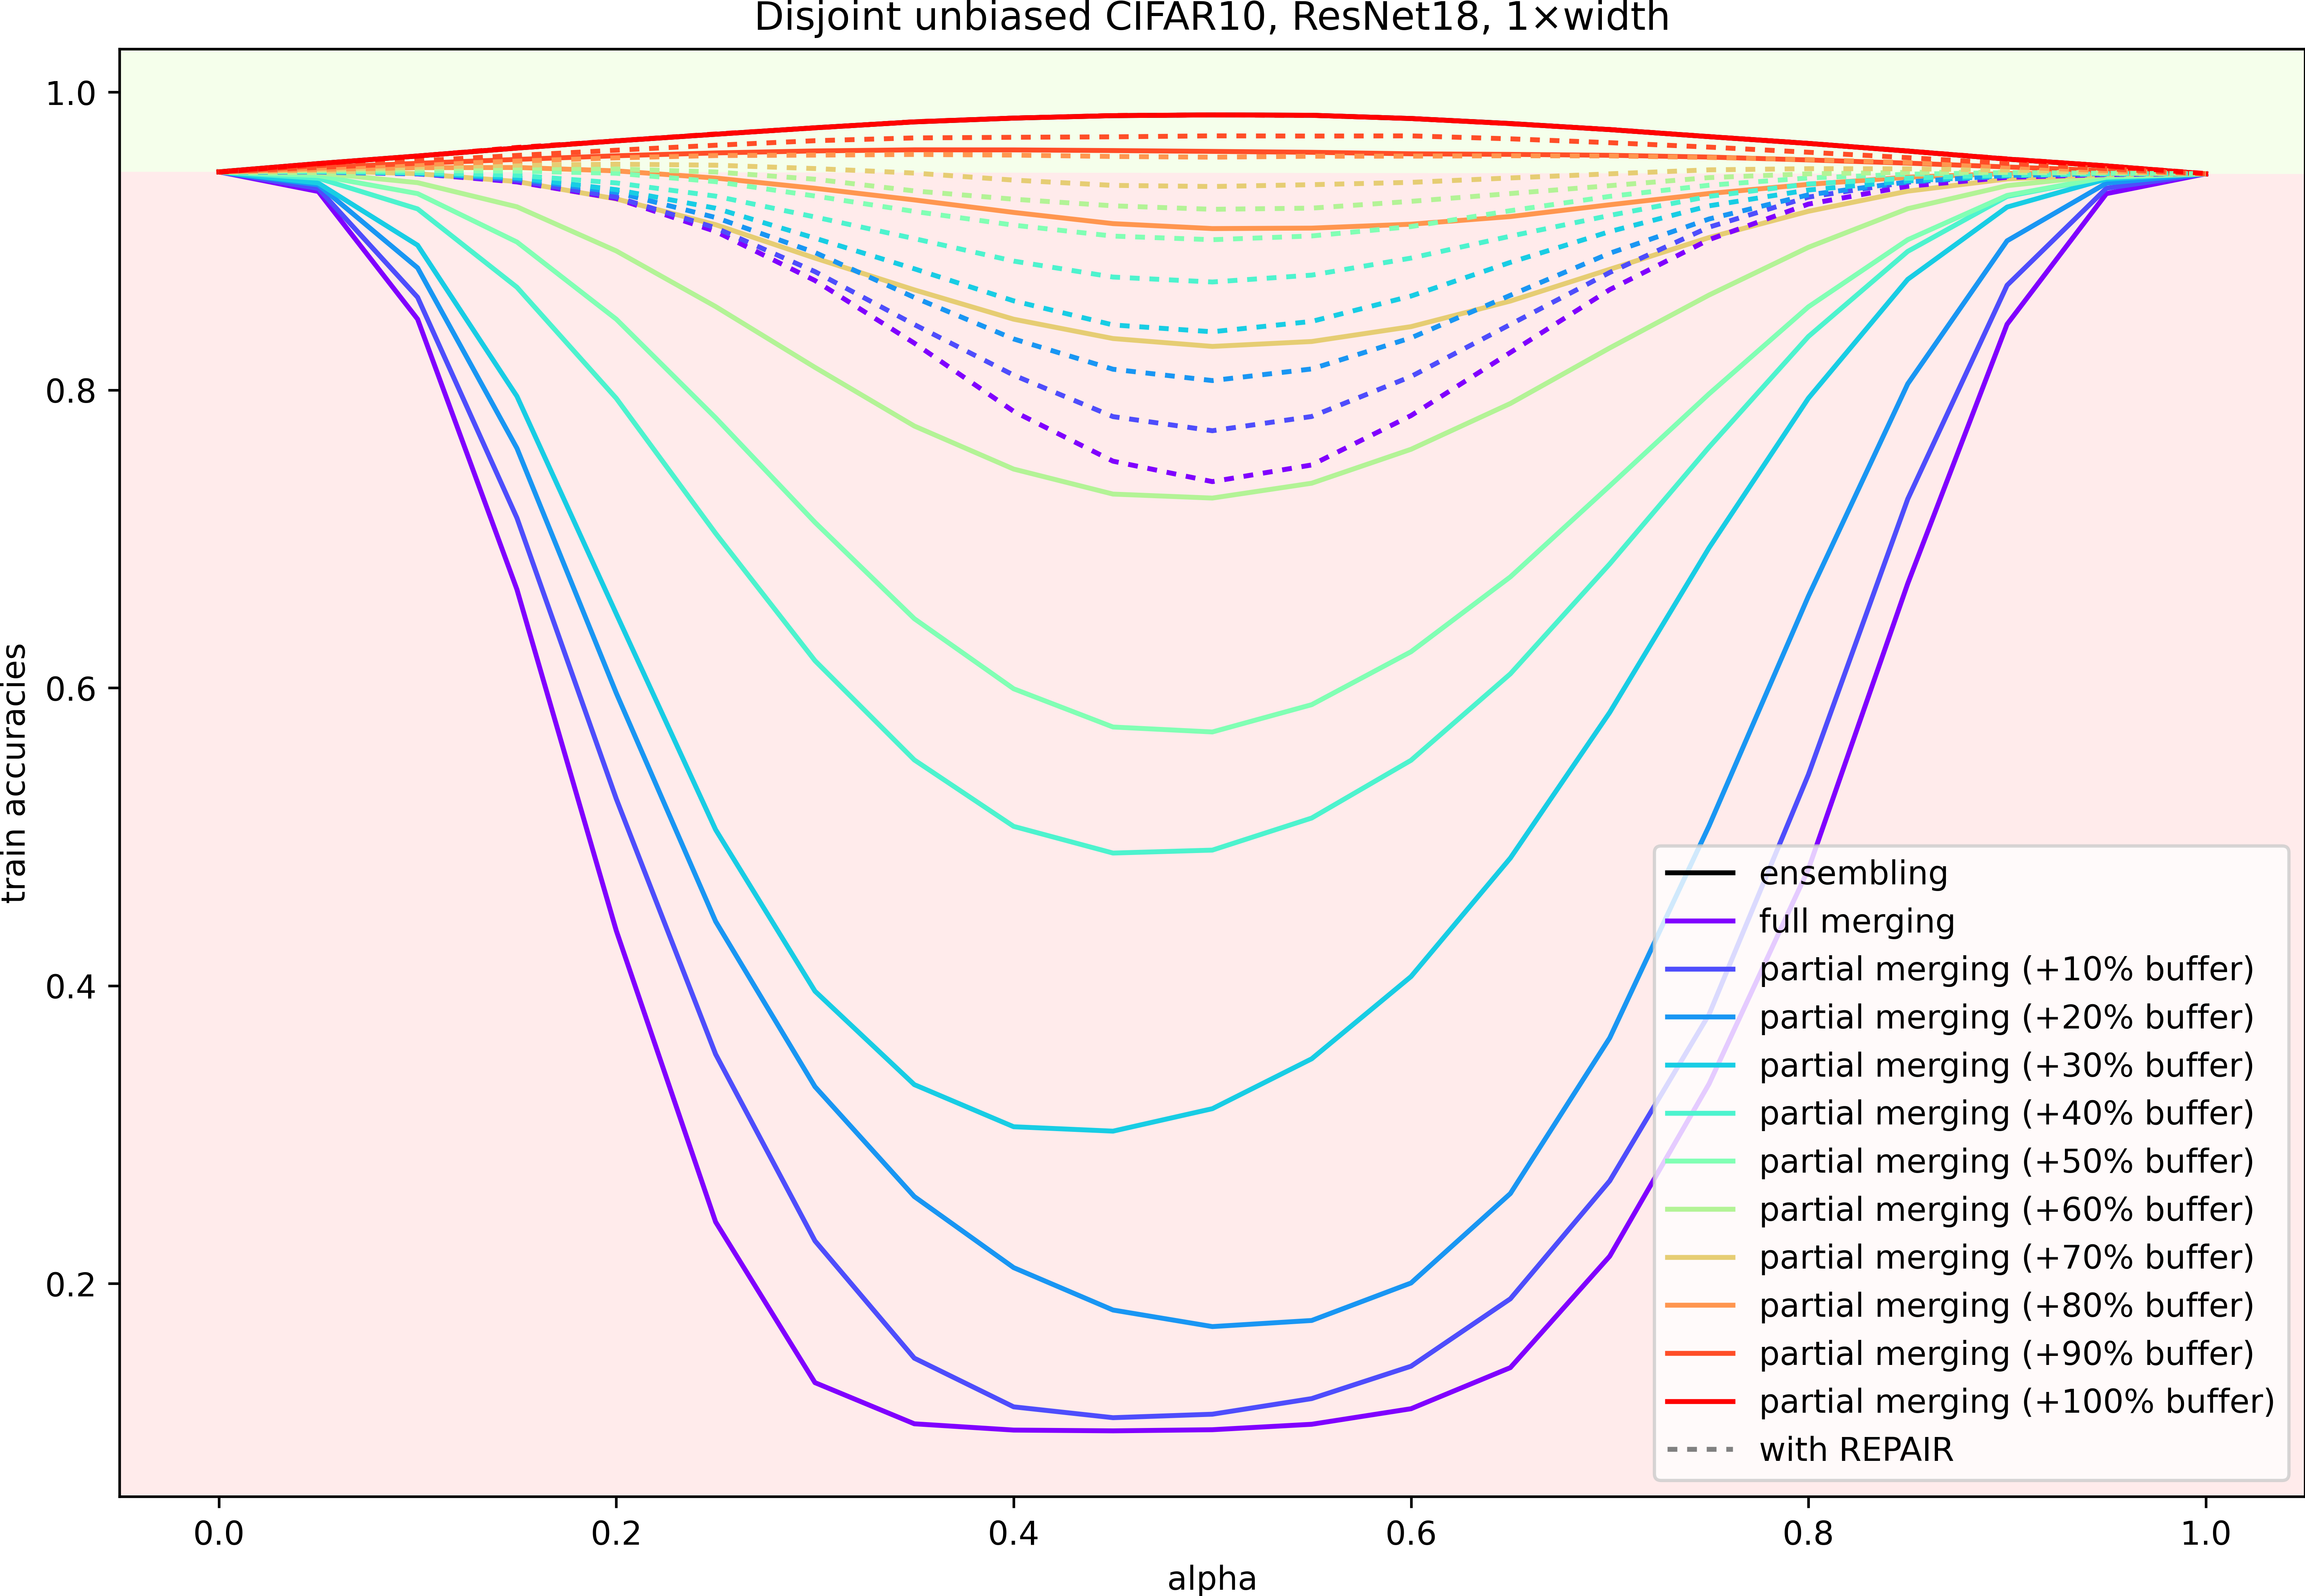 Disjoint unbiased CIFAR10, ResNet18, 1×width
train accuracies
1.0
0.8
0.6
0.4
0.2
ensembling
full merging
partial merging (+10% buffer)
partial merging (+20% buffer)
partial merging (+30% buffer)
partial merging (+40% buffer)
partial merging (+50% buffer)
partial merging (+60% buffer)
partial merging (+70% buffer)
partial merging (+80% buffer)
partial merging (+90% buffer)
partial merging (+100% buffer)
with REPAIR
0.0 0.2 0.4 0.6 0.8 1.0
alpha